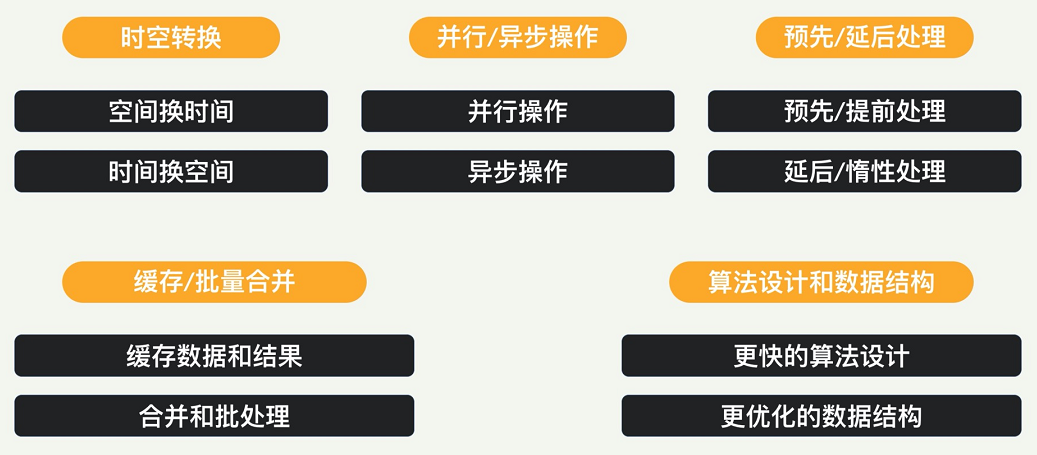 时空转换
并行/异步操作
预先/延后处理
空间换时间
并行操作
预先/提前处理
时间换空间
异步操作
延后/惰性处理
缓存/批量合并
算法设计和数据结构
缓存数据和结果
更快的算法设计
合并和批处理
更优化的数据结构